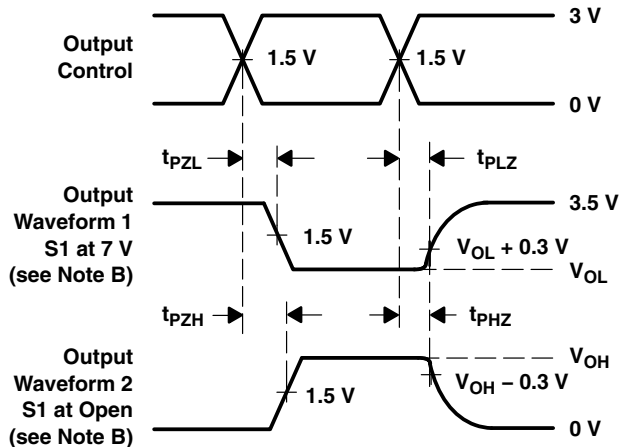 3 V
Output
Control
1.5 V
1.5 V
0 V
tPZL
tPLZ
Output
Waveform 1
S1 at 7 V
(see Note B)
3.5 V
1.5 V
VOL + 0.3 V
VOL
tPZH
tPHZ
Output
Waveform 2
S1 at Open
(see Note B)
VOH
1.5 V
VOH − 0.3 V
0 V